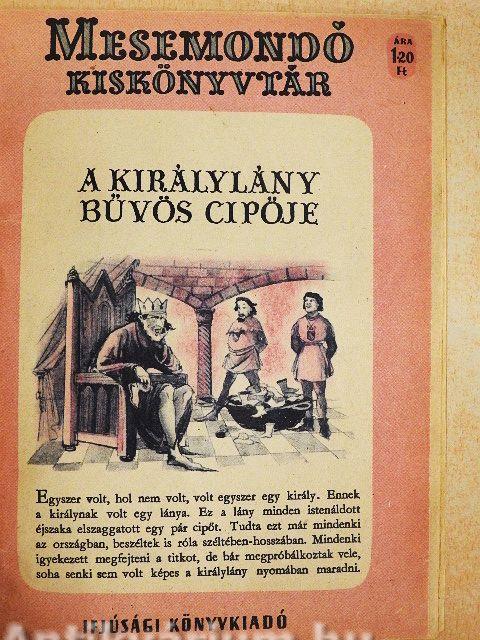 MESEMONDÓ
KISKÖNYVTÁR
ÁRA
1·20
Ft
A KIRÁLYLÁNY
BŰVÖS CIPŐJE
Egyszer volt, hol nem volt, volt egyszer egy király. Ennek
a királynak volt egy lánya. Ez a lány minden istenáldott
éjszaka elszaggatott egy pár cipőt. Tudta ezt már mindenki
az országban, beszéltek is róla széltében-hosszában. Mindenki
igyekezett megfejteni a titkot, de bár megpróbálkoztak vele,
soha senki sem volt képes a királylány nyomában maradni.
IFJÚSÁGI KÖNYVKIADÓ